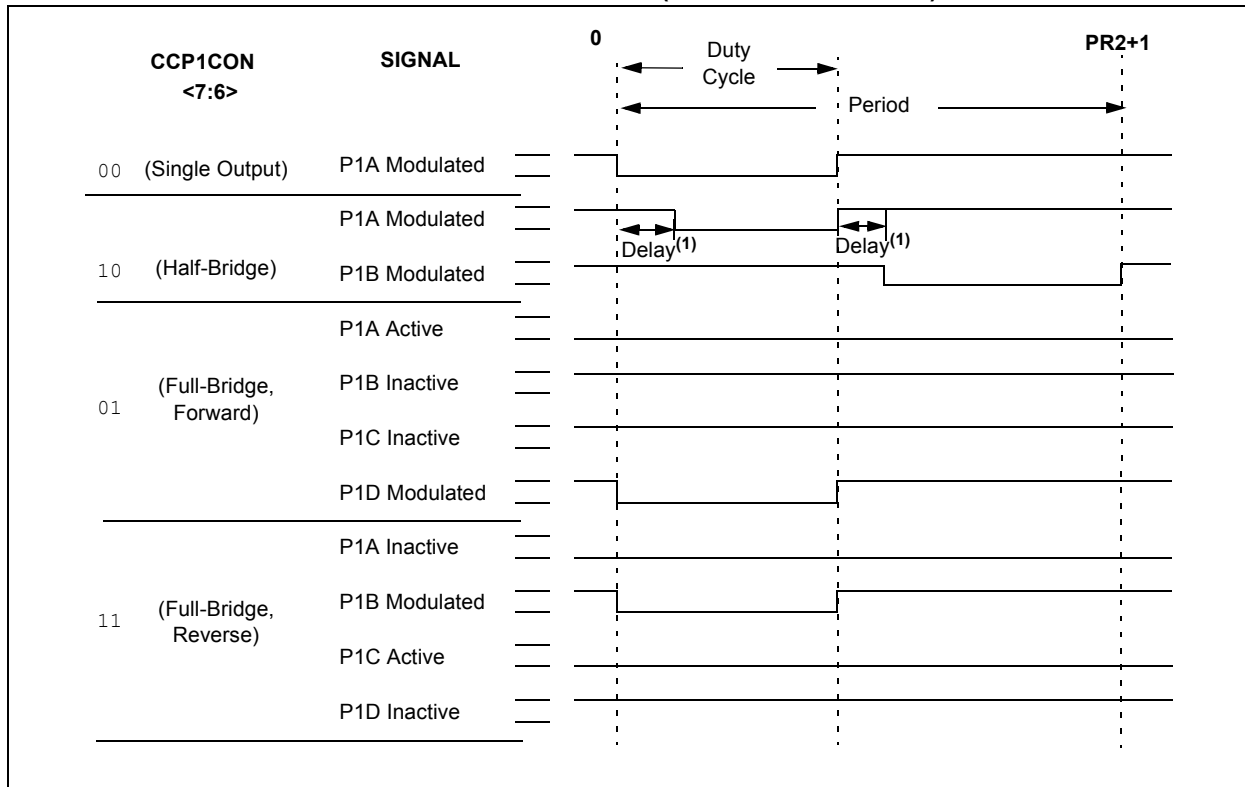 CCP1CON
<7:6>
SIGNAL
0
Duty
Cycle
PR2+1
Period
00 (Single Output) P1A Modulated
P1A Modulated
Delay(1) Delay(1)
10 (Half-Bridge) P1B Modulated
P1A Active
P1B Inactive
01 (Full-Bridge,
Forward)
P1C Inactive
P1D Modulated
P1A Inactive
P1B Modulated
11 (Full-Bridge,
Reverse)
P1C Active
P1D Inactive